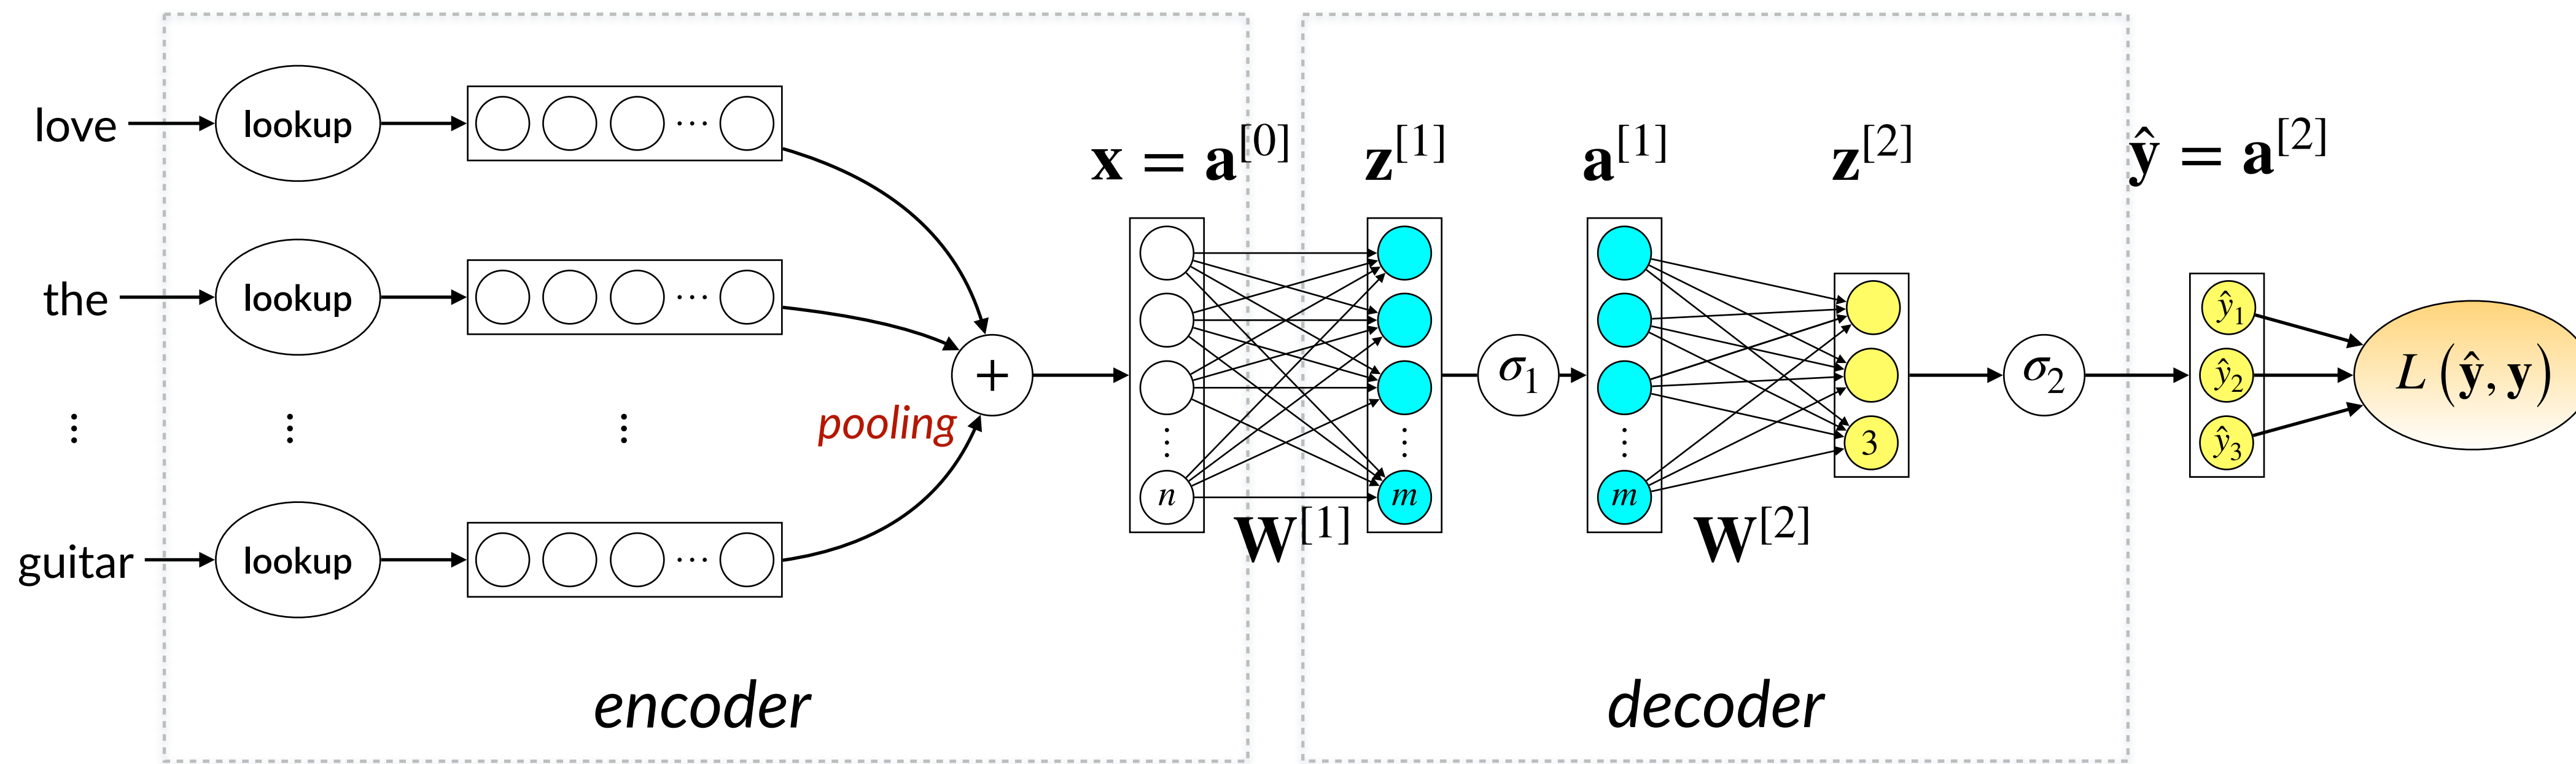 love
lookup
···
the
lookup
···
⋮
⋮
⋮
guitar
lookup
···
pooling
+
encoder
x = a^[0]
⋮
n
W^[1]
z^[1]
⋮
m
σ₁
a^[1]
⋮
m
W^[2]
z^[2]
3
σ₂
decoder
ŷ = a^[2]
ŷ₁
ŷ₂
ŷ₃
L (ŷ, y)